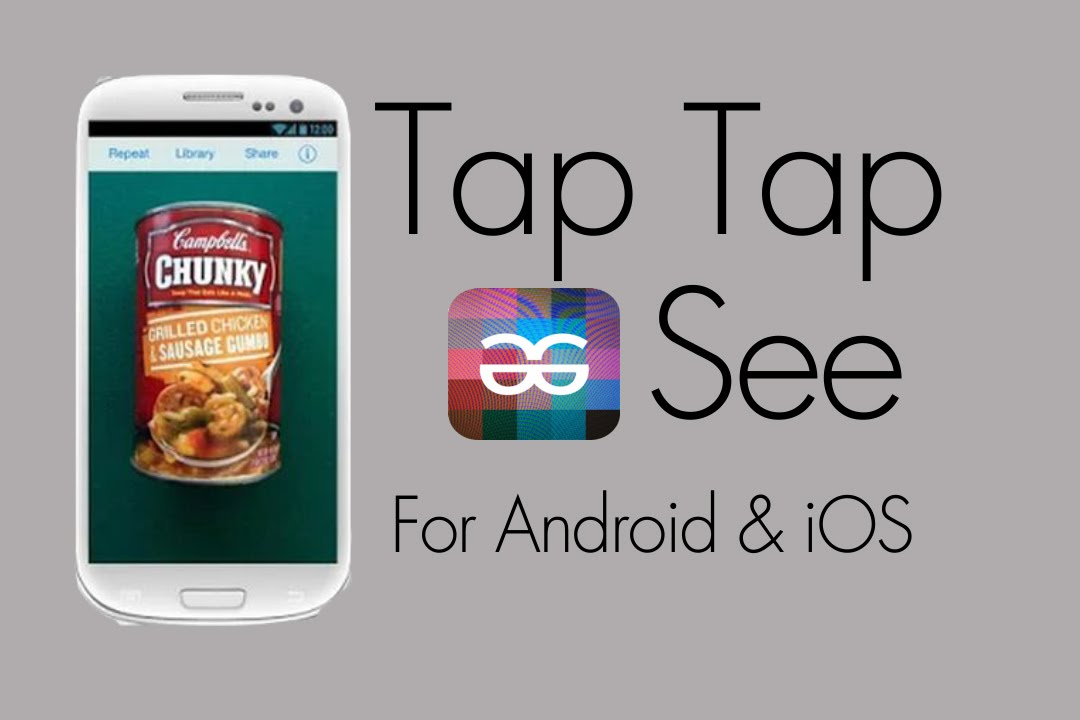 12:00
Repeat Library Share i
Campbell's
CHUNKY
GRILLED CHICKEN
& SAUSAGE GUMBO
Tap Tap
See
For Android & iOS